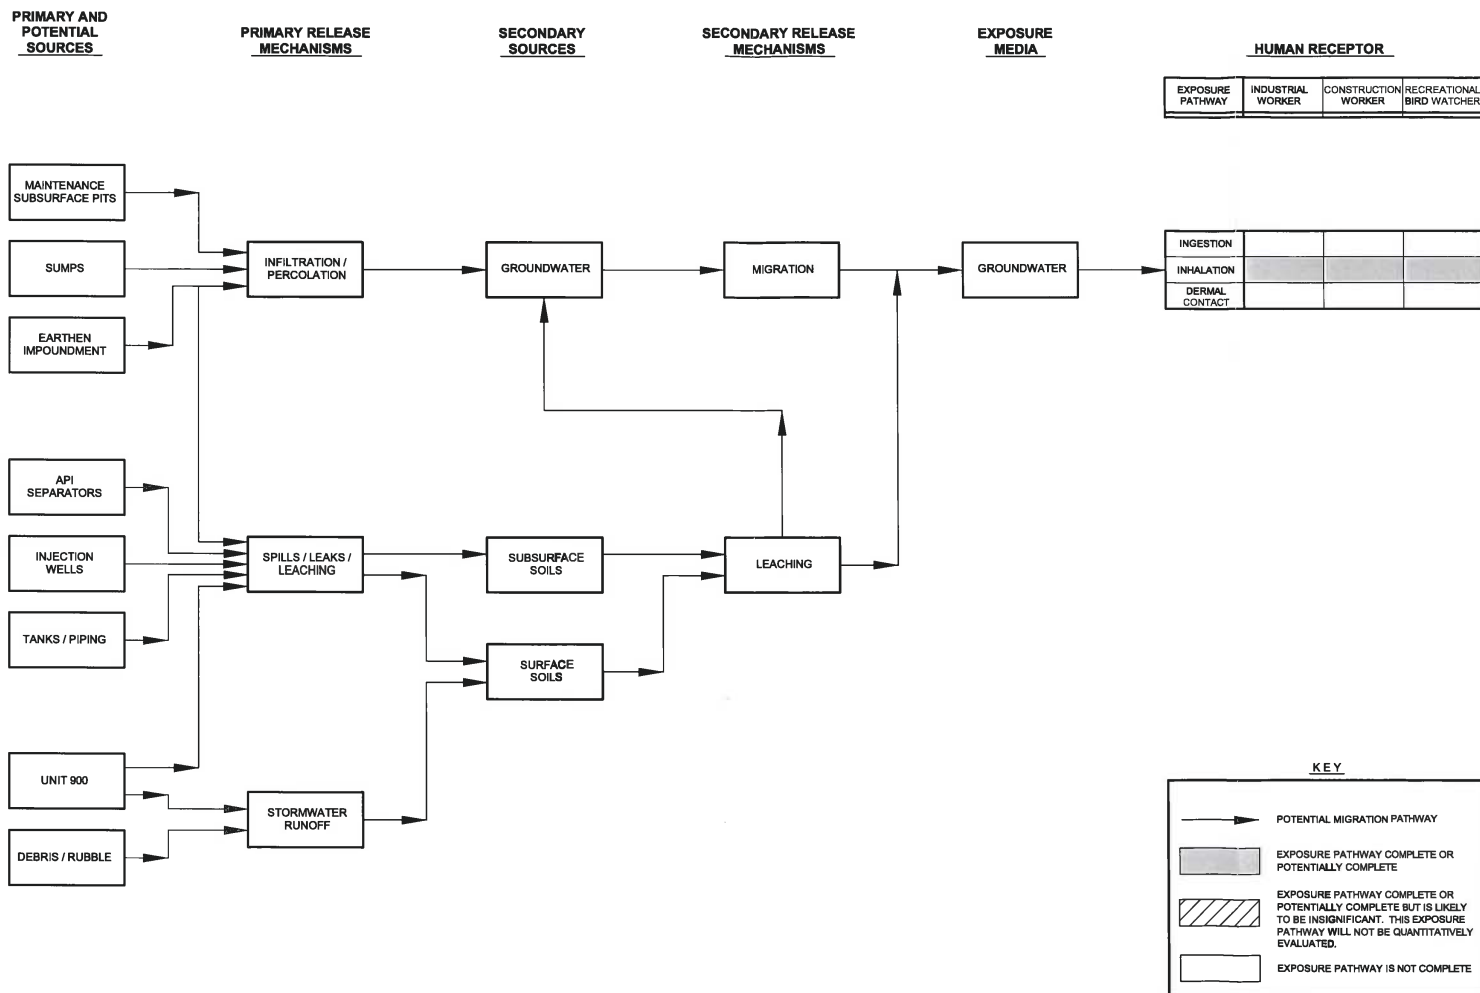 PRIMARY AND
POTENTIAL
SOURCES
PRIMARY RELEASE
MECHANISMS
SECONDARY
SOURCES
SECONDARY RELEASE
MECHANISMS
EXPOSURE
MEDIA
HUMAN RECEPTOR
EXPOSURE
PATHWAY
INDUSTRIAL
WORKER
CONSTRUCTION
WORKER
RECREATIONAL
BIRD WATCHER
MAINTENANCE
SUBSURFACE PITS
SUMPS
EARTHEN
IMPOUNDMENT
INFILTRATION /
PERCOLATION
GROUNDWATER
MIGRATION
GROUNDWATER
INGESTION
INHALATION
DERMAL
CONTACT
API
SEPARATORS
INJECTION
WELLS
TANKS / PIPING
SPILLS / LEAKS /
LEACHING
SUBSURFACE
SOILS
LEACHING
SURFACE
SOILS
UNIT 900
DEBRIS / RUBBLE
STORMWATER
RUNOFF
KEY
POTENTIAL MIGRATION PATHWAY
EXPOSURE PATHWAY COMPLETE OR
POTENTIALLY COMPLETE
EXPOSURE PATHWAY COMPLETE OR
POTENTIALLY COMPLETE BUT IS LIKELY
TO BE INSIGNIFICANT. THIS EXPOSURE
PATHWAY WILL NOT BE QUANTITATIVELY
EVALUATED.
EXPOSURE PATHWAY IS NOT COMPLETE